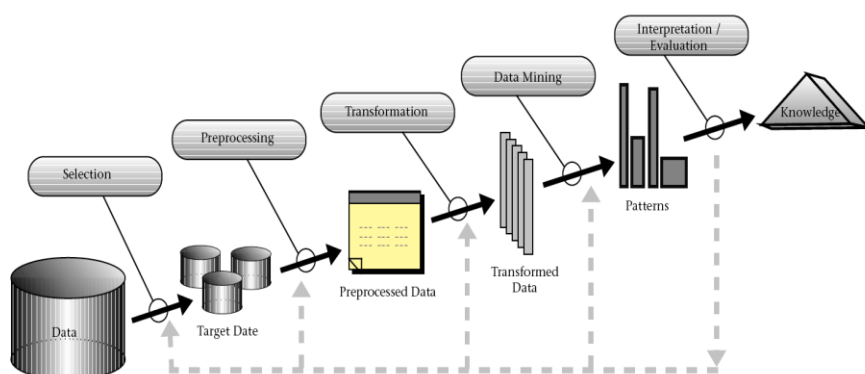 Interpretation /
Evaluation
Data Mining
Transformation
Preprocessing
Selection
Knowledge
Patterns
Transformed
Data
Preprocessed Data
Target Date
Data